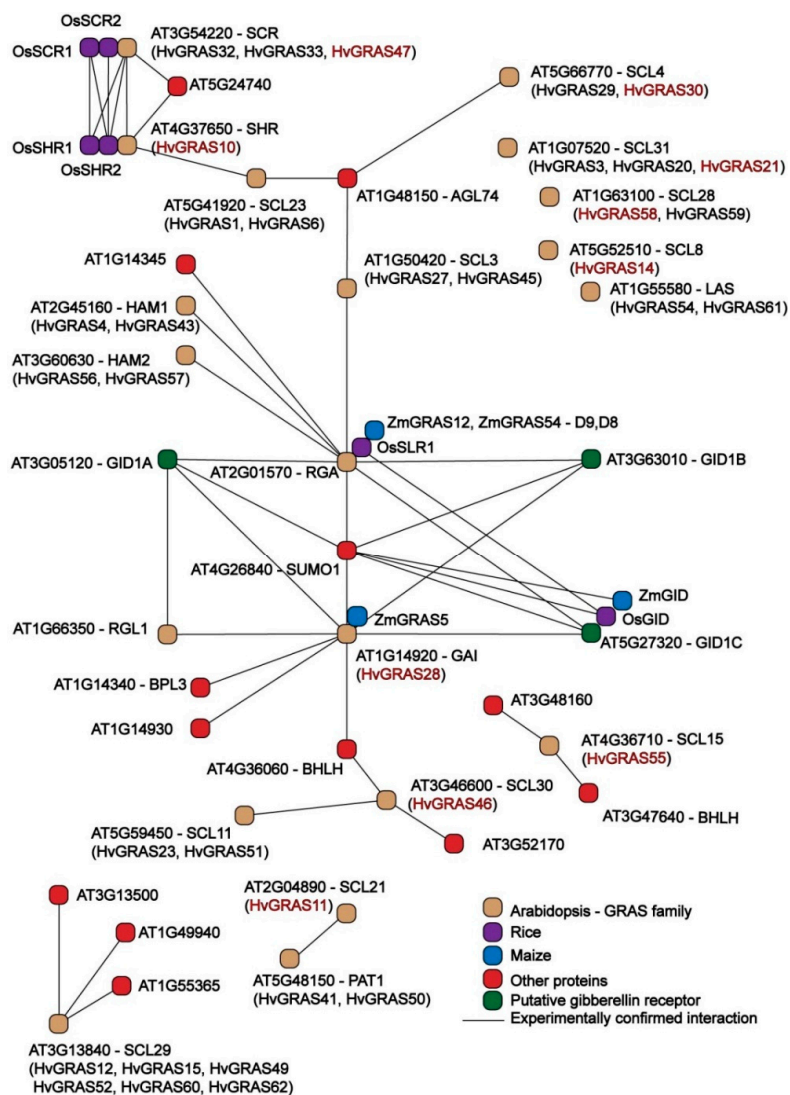 OsSCR2
OsSCR1
AT3G54220 - SCR
(HvGRAS32, HvGRAS33, HvGRAS47)
AT5G24740
AT4G37650 - SHR
(HvGRAS10)
OsSHR1
OsSHR2
AT5G66770 - SCL4
(HvGRAS29, HvGRAS30)
AT1G07520 - SCL31
(HvGRAS3, HvGRAS20, HvGRAS21)
AT5G41920 - SCL23
(HvGRAS1, HvGRAS6)
AT1G48150 - AGL74
AT1G63100 - SCL28
(HvGRAS58, HvGRAS59)
AT5G52510 - SCL8
(HvGRAS14)
AT1G14345
AT1G50420 - SCL3
(HvGRAS27, HvGRAS45)
AT1G55580 - LAS
(HvGRAS54, HvGRAS61)
AT2G45160 - HAM1
(HvGRAS4, HvGRAS43)
AT3G60630 - HAM2
(HvGRAS56, HvGRAS57)
ZmGRAS12, ZmGRAS54 - D9,D8
OsSLR1
AT3G05120 - GID1A
AT2G01570 - RGA
AT3G63010 - GID1B
AT4G26840 - SUMO1
ZmGID
OsGID
ZmGRAS5
AT1G66350 - RGL1
AT5G27320 - GID1C
AT1G14920 - GAI
(HvGRAS28)
AT1G14340 - BPL3
AT1G14930
AT3G48160
AT4G36710 - SCL15
(HvGRAS55)
AT4G36060 - BHLH
AT3G46600 - SCL30
(HvGRAS46)
AT3G47640 - BHLH
AT5G59450 - SCL11
(HvGRAS23, HvGRAS51)
AT3G52170
AT3G13500
AT2G04890 - SCL21
(HvGRAS11)
AT1G49940
AT1G55365
AT5G48150 - PAT1
(HvGRAS41, HvGRAS50)
AT3G13840 - SCL29
(HvGRAS12, HvGRAS15, HvGRAS49
HvGRAS52, HvGRAS60, HvGRAS62)
Arabidopsis - GRAS family
Rice
Maize
Other proteins
Putative gibberellin receptor
Experimentally confirmed interaction